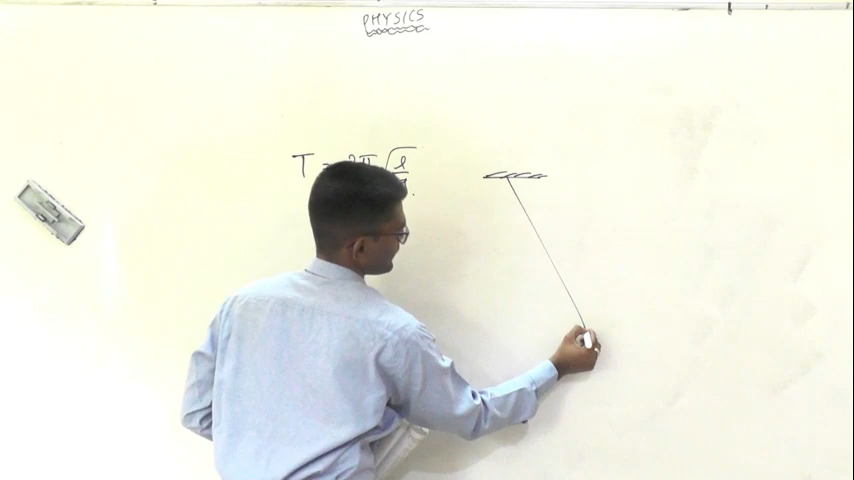 PHYSICS
T = 2π √l/g.